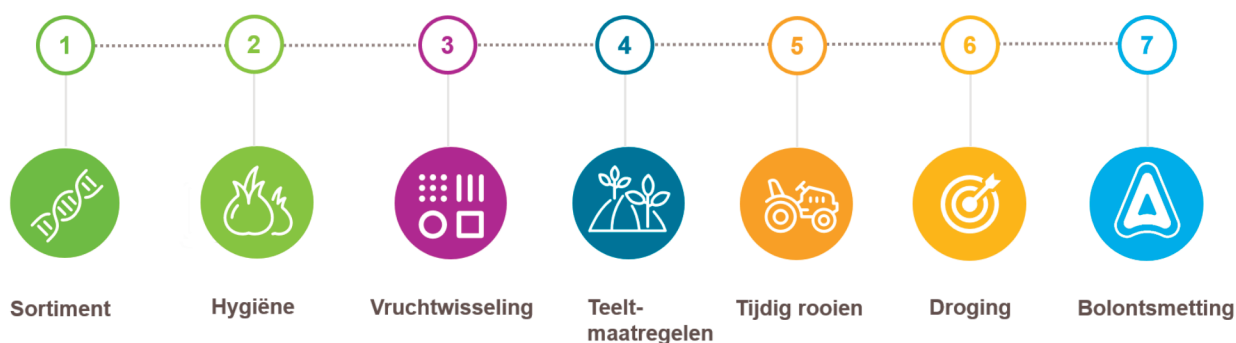 1 2 3 4 5 6 7
Sortiment
Hygiëne
Vruchtwisseling
Teelt-
maatregelen
Tijdig rooien
Droging
Bolontsmetting